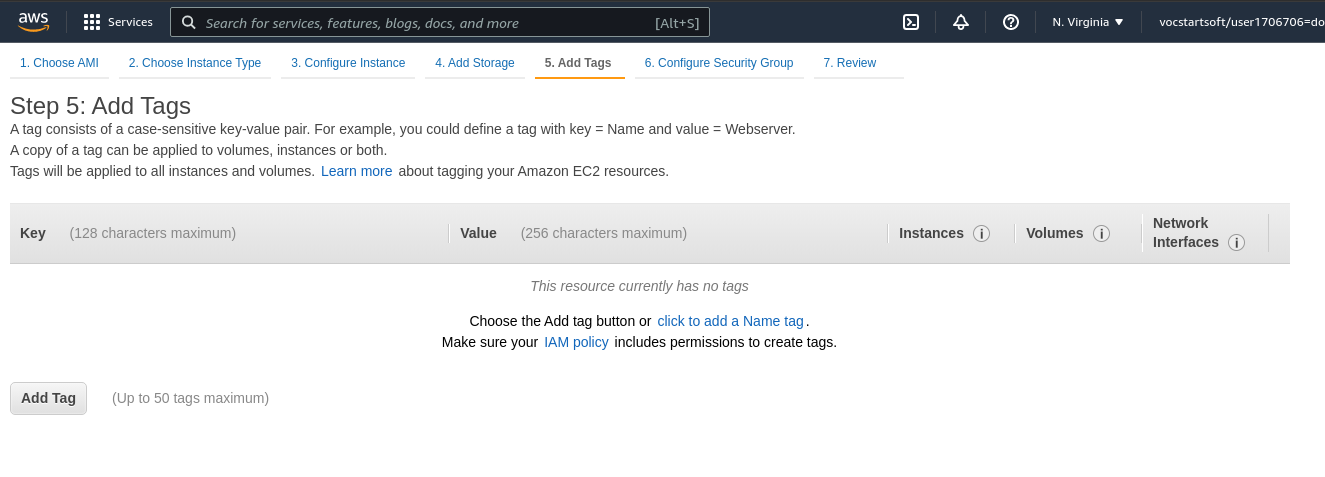 aws Services Search for services, features, blogs, docs, and more [Alt+S] N. Virginia vocstartsoft/user1706706=do
1. Choose AMI 2. Choose Instance Type 3. Configure Instance 4. Add Storage 5. Add Tags 6. Configure Security Group 7. Review
Step 5: Add Tags
A tag consists of a case-sensitive key-value pair. For example, you could define a tag with key = Name and value = Webserver.
A copy of a tag can be applied to volumes, instances or both.
Tags will be applied to all instances and volumes. Learn more about tagging your Amazon EC2 resources.
Key (128 characters maximum) Value (256 characters maximum) Instances Volumes Network
Interfaces
This resource currently has no tags
Choose the Add tag button or click to add a Name tag.
Make sure your IAM policy includes permissions to create tags.
Add Tag (Up to 50 tags maximum)